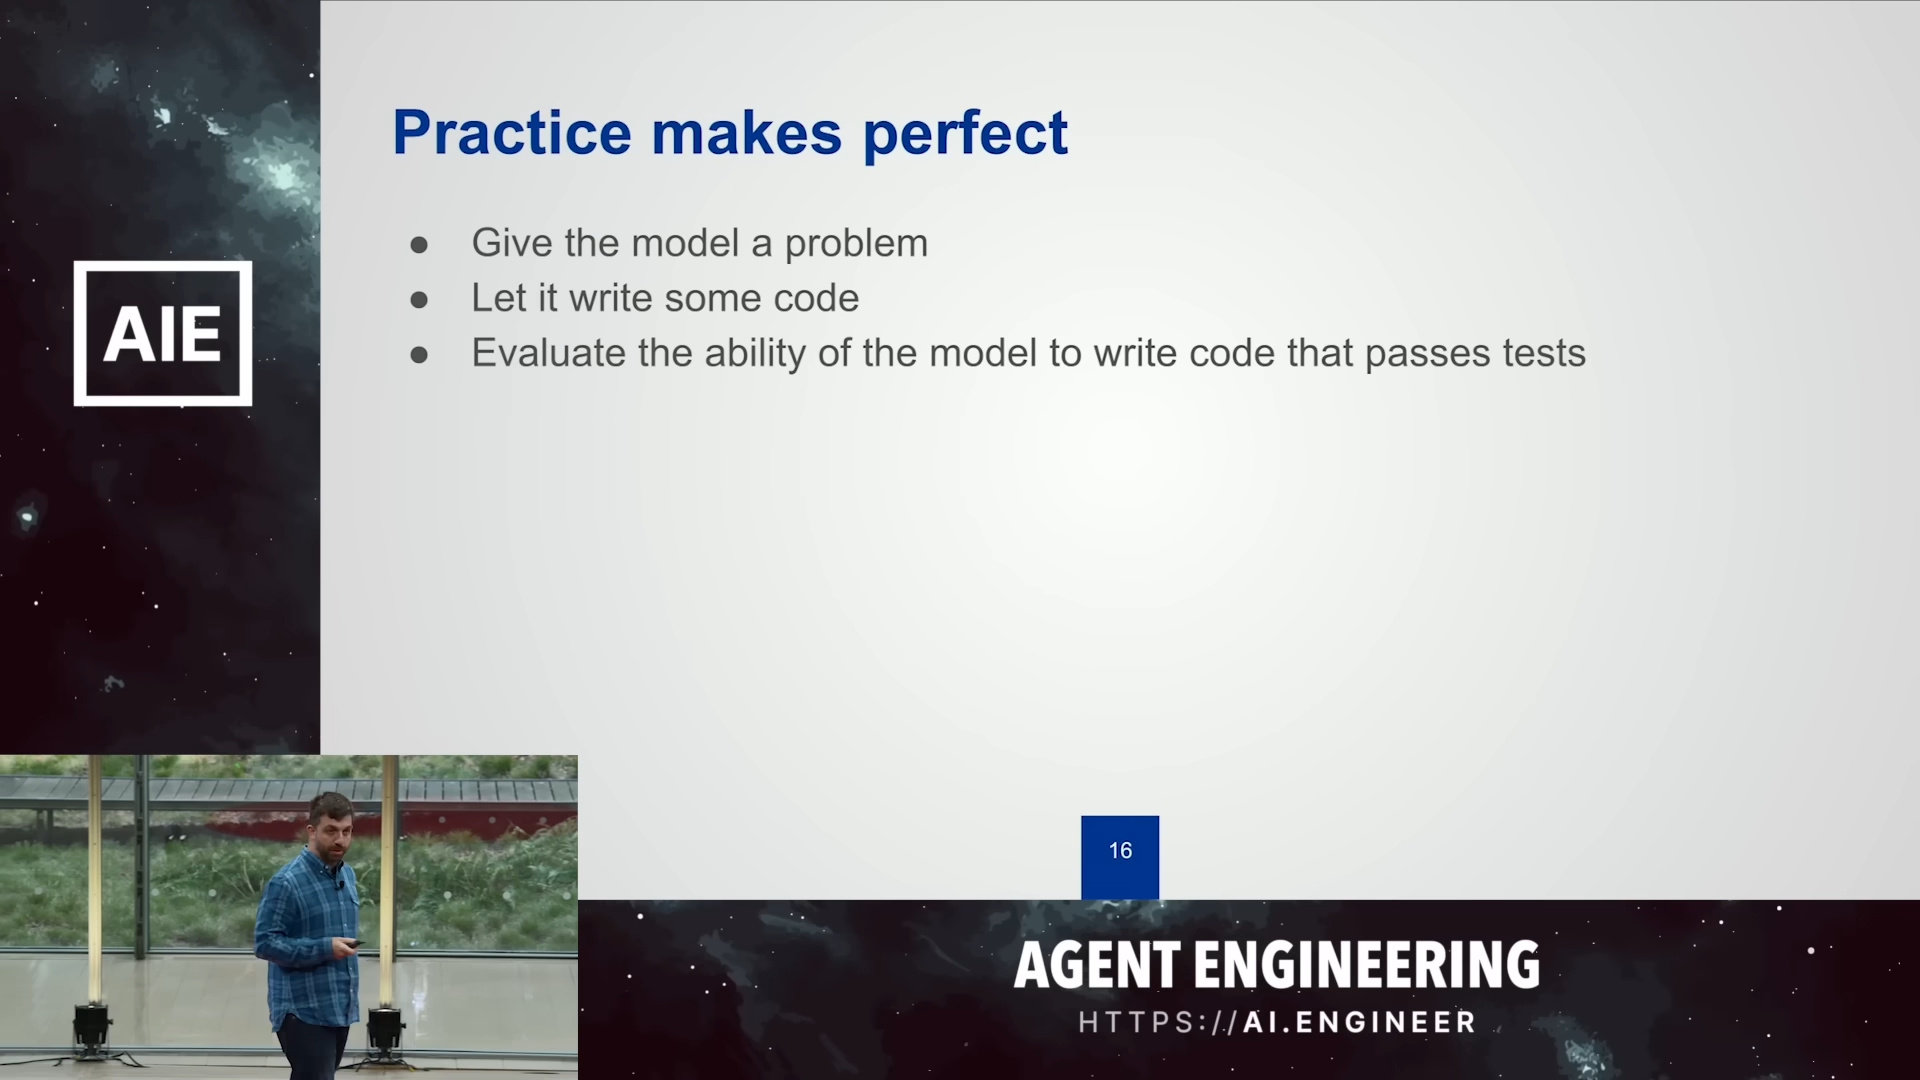 Practice makes perfect
● Give the model a problem
● Let it write some code
● Evaluate the ability of the model to write code that passes tests
AIE
16
AGENT ENGINEERING
HTTPS://AI.ENGINEER